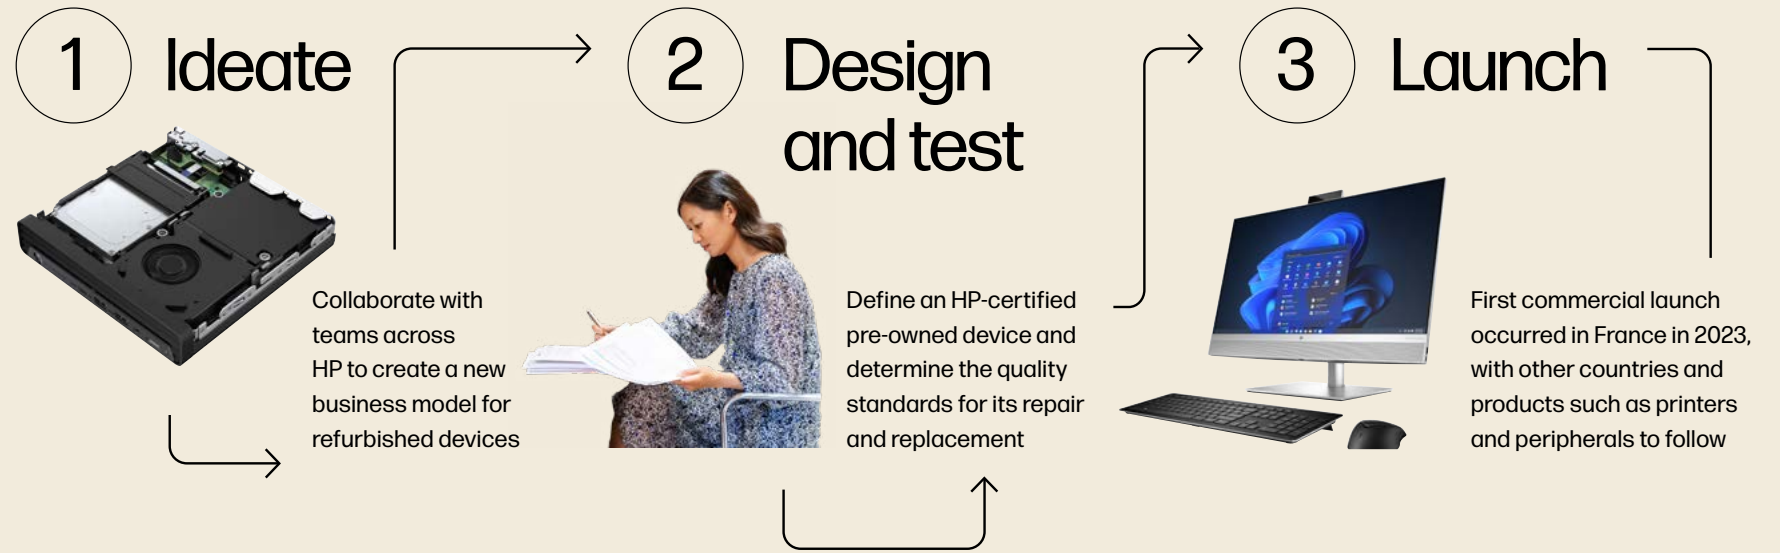 1 Ideate
Collaborate with
teams across
HP to create a new
business model for
refurbished devices
2 Design
and test
Define an HP-certified
pre-owned device and
determine the quality
standards for its repair
and replacement
3 Launch
First commercial launch
occurred in France in 2023,
with other countries and
products such as printers
and peripherals to follow